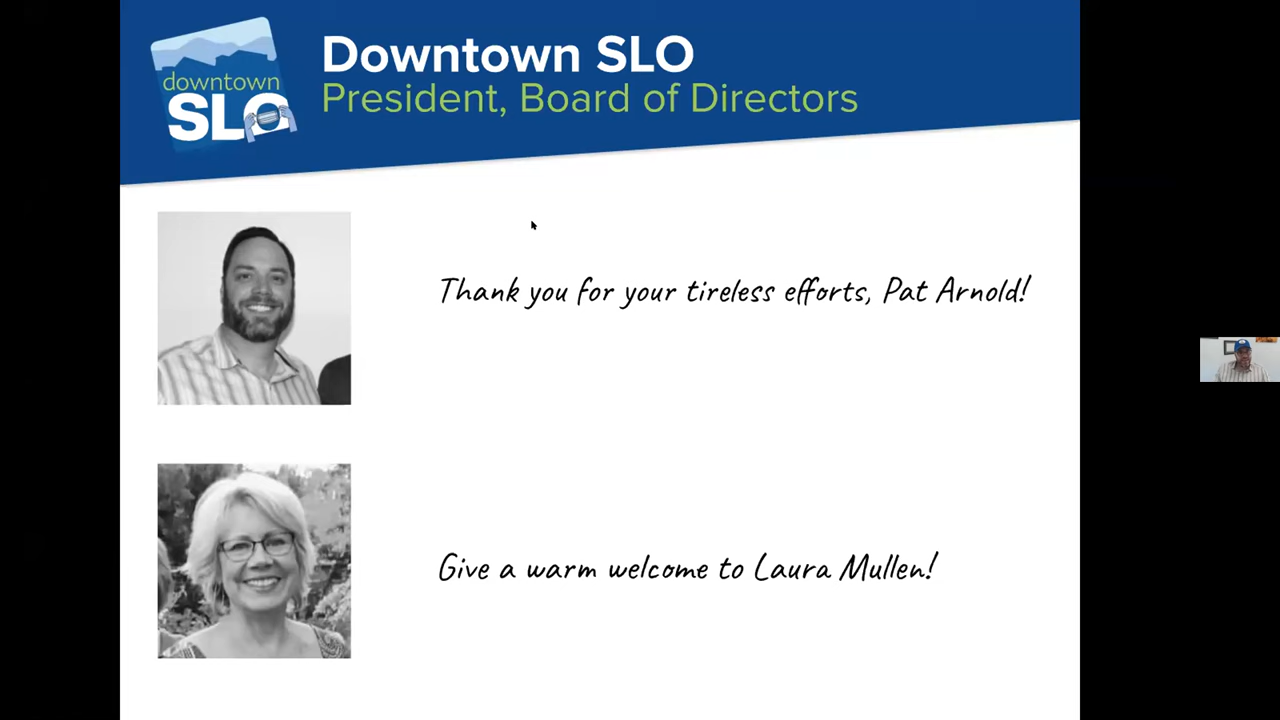 downtown
SLO
Downtown SLO
President, Board of Directors
Thank you for your tireless efforts, Pat Arnold!
Give a warm welcome to Laura Mullen!